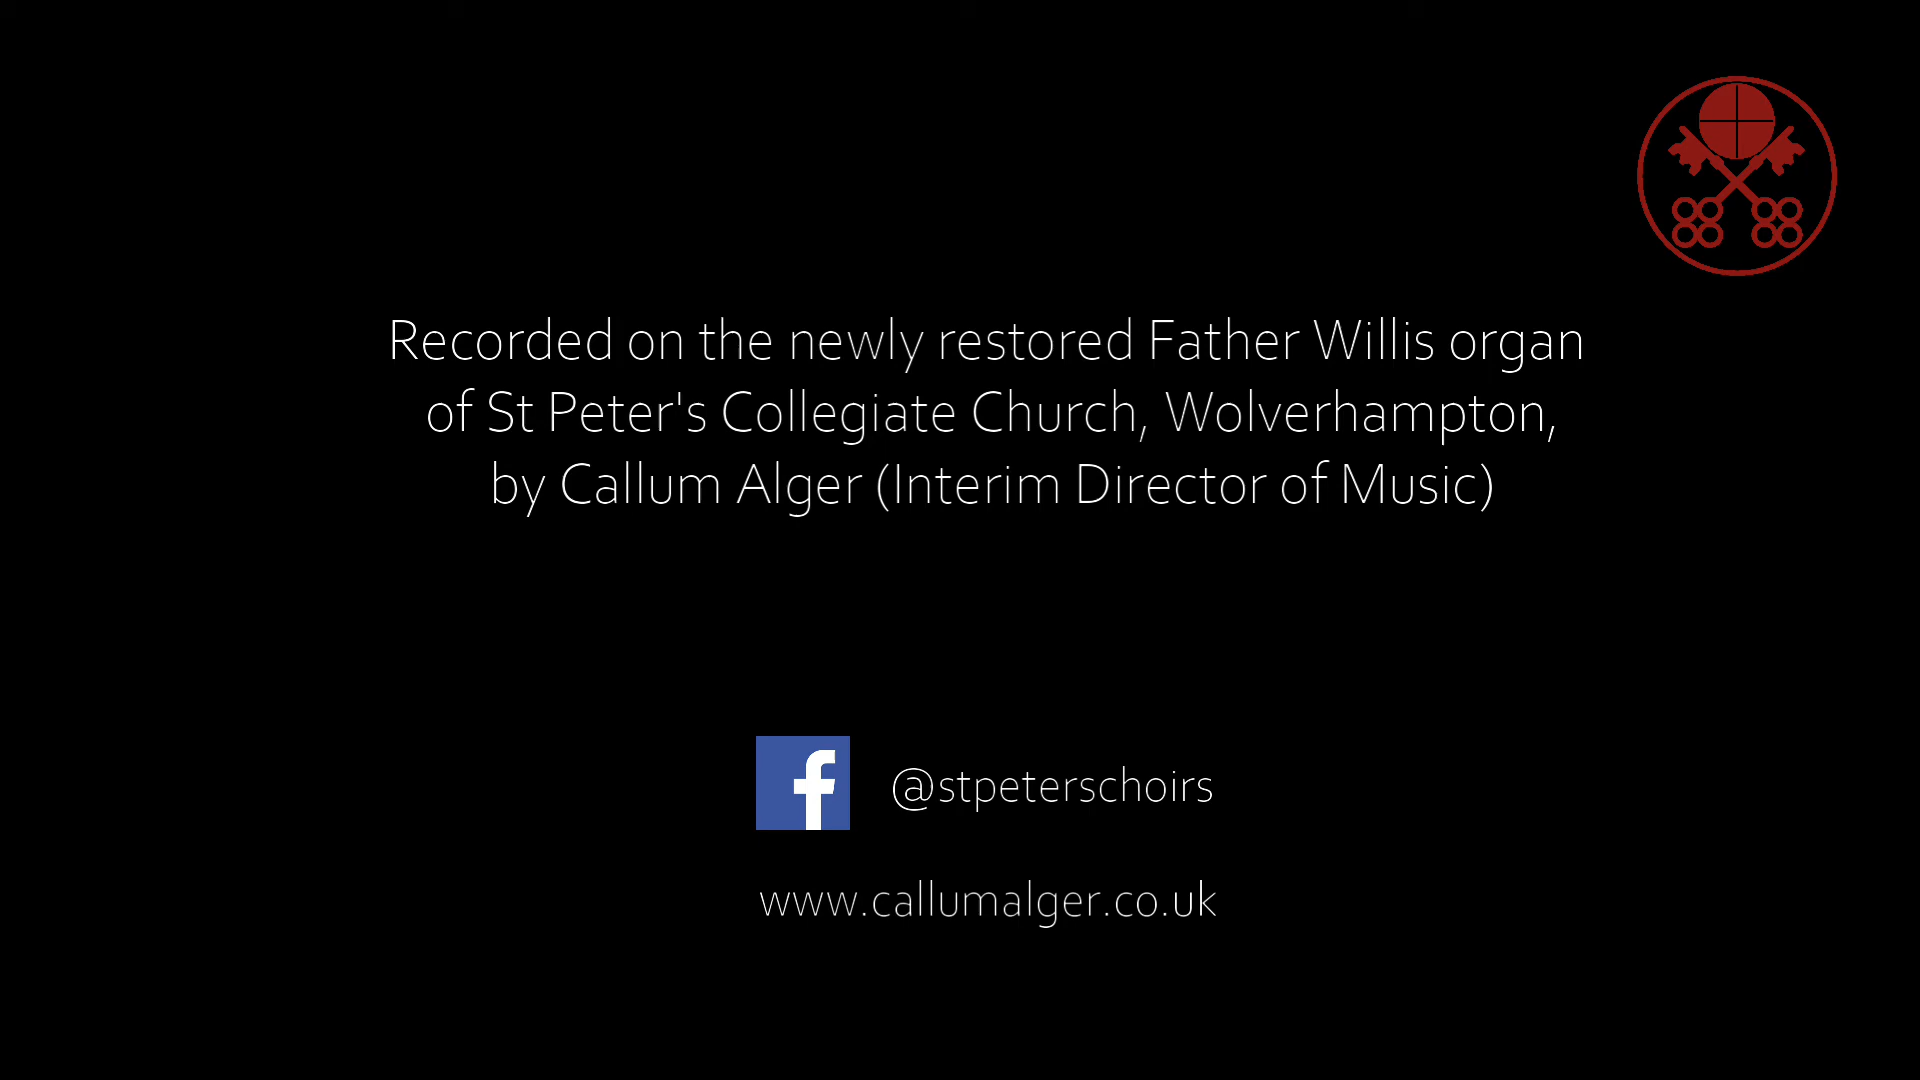 Recorded on the newly restored Father Willis organ
of St Peter's Collegiate Church, Wolverhampton,
by Callum Alger (Interim Director of Music)
@stpeterschoirs
www.callumalger.co.uk